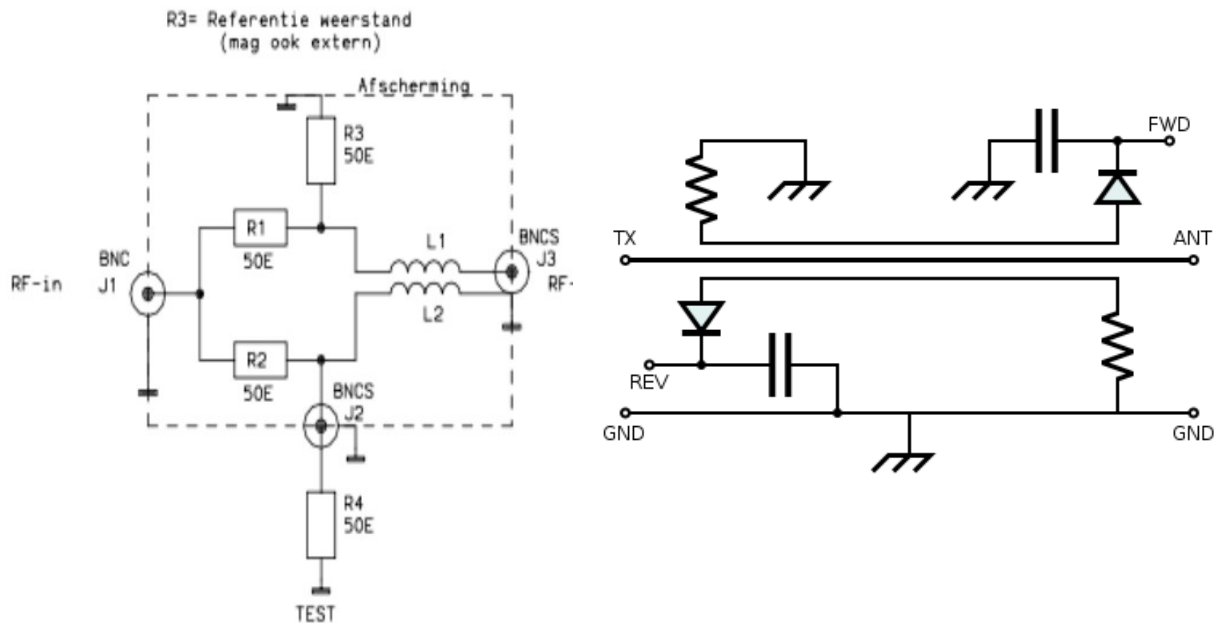 R3= Referentie weerstand
(mag ook extern)
Afscherming
R3
50E
R1
50E
L1
BNCS
J3
BNC
J1
RF-in
RF-
L2
R2
50E
BNCS
J2
R4
50E
TEST
FWD
TX
ANT
REV
GND
GND